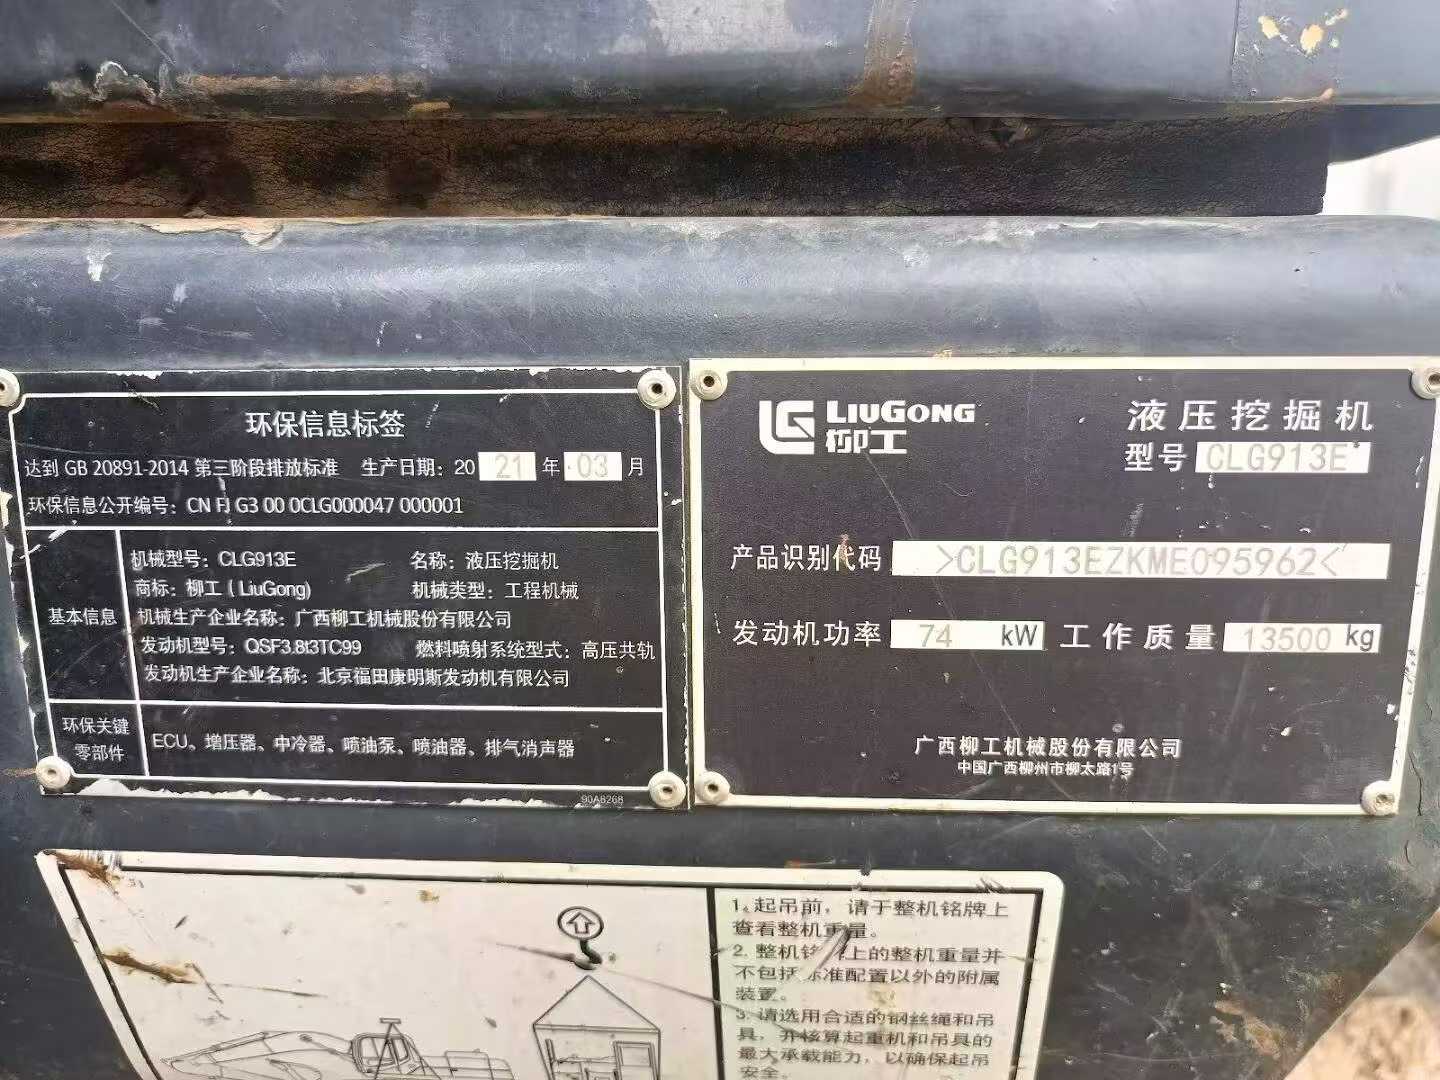 环保信息标签
达到 GB 20891-2014 第三阶段排放标准 生产日期：20 21 年 03 月
环保信息公开编号：CN FJ G3 00 0CLG000047 000001
基本信息
机械型号：CLG913E 名称：液压挖掘机
商标：柳工（LiuGong) 机械类型：工程机械
机械生产企业名称：广西柳工机械股份有限公司
发动机型号：QSF3.8t3TC99 燃料喷射系统型式：高压共轨
发动机生产企业名称：北京福田康明斯发动机有限公司
环保关键
零部件
ECU、增压器、中冷器、喷油泵、喷油器、排气消声器
90A8268
LIUGONG
柳工
液压挖掘机
型号 CLG913E
产品识别代码 >CLG913EZKME095962<
发动机功率 74 kW 工作质量 13500 kg
广西柳工机械股份有限公司
中国广西柳州市柳太路1号
1. 起吊前，请于整机铭牌上
查看整机重量。
2. 整机铭 上的整机重量并
不包括标准配置以外的附属
装置。
3. 请选用合适的钢丝绳和吊
具，并核算起重机和吊具的
最大承载能力，以确保起吊
安全。